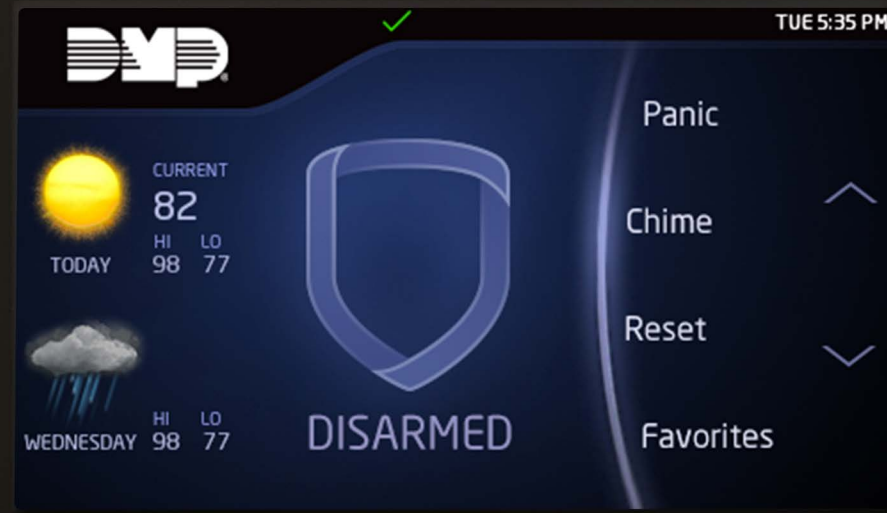 DMP
TUE 5:35 PM
CURRENT
82
HI LO
98 77
TODAY
HI LO
98 77
WEDNESDAY
DISARMED
Panic
Chime
Reset
Favorites